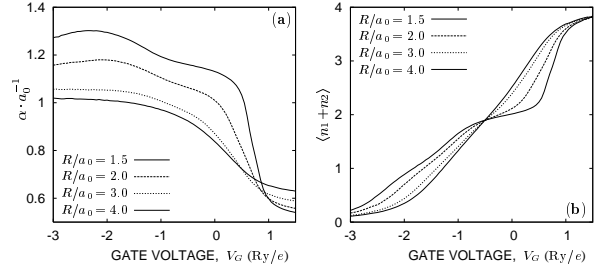 (a)
1.4
1.2
1
0.8
0.6
α · a₀⁻¹
R/a₀ = 1.5
R/a₀ = 2.0
R/a₀ = 3.0
R/a₀ = 4.0
-3 -2 -1 0 1
GATE VOLTAGE, V_G (Ry/e)
R/a₀ = 1.5
R/a₀ = 2.0
R/a₀ = 3.0
R/a₀ = 4.0
4
3
2
1
0
⟨n₁+n₂⟩
(b)
-3 -2 -1 0 1
GATE VOLTAGE, V_G (Ry/e)